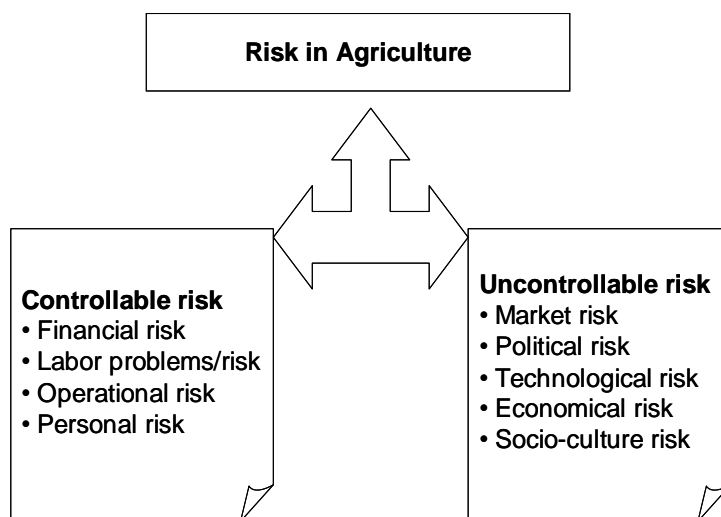 Risk in Agriculture
Controllable risk
• Financial risk
• Labor problems/risk
• Operational risk
• Personal risk
Uncontrollable risk
• Market risk
• Political risk
• Technological risk
• Economical risk
• Socio-culture risk